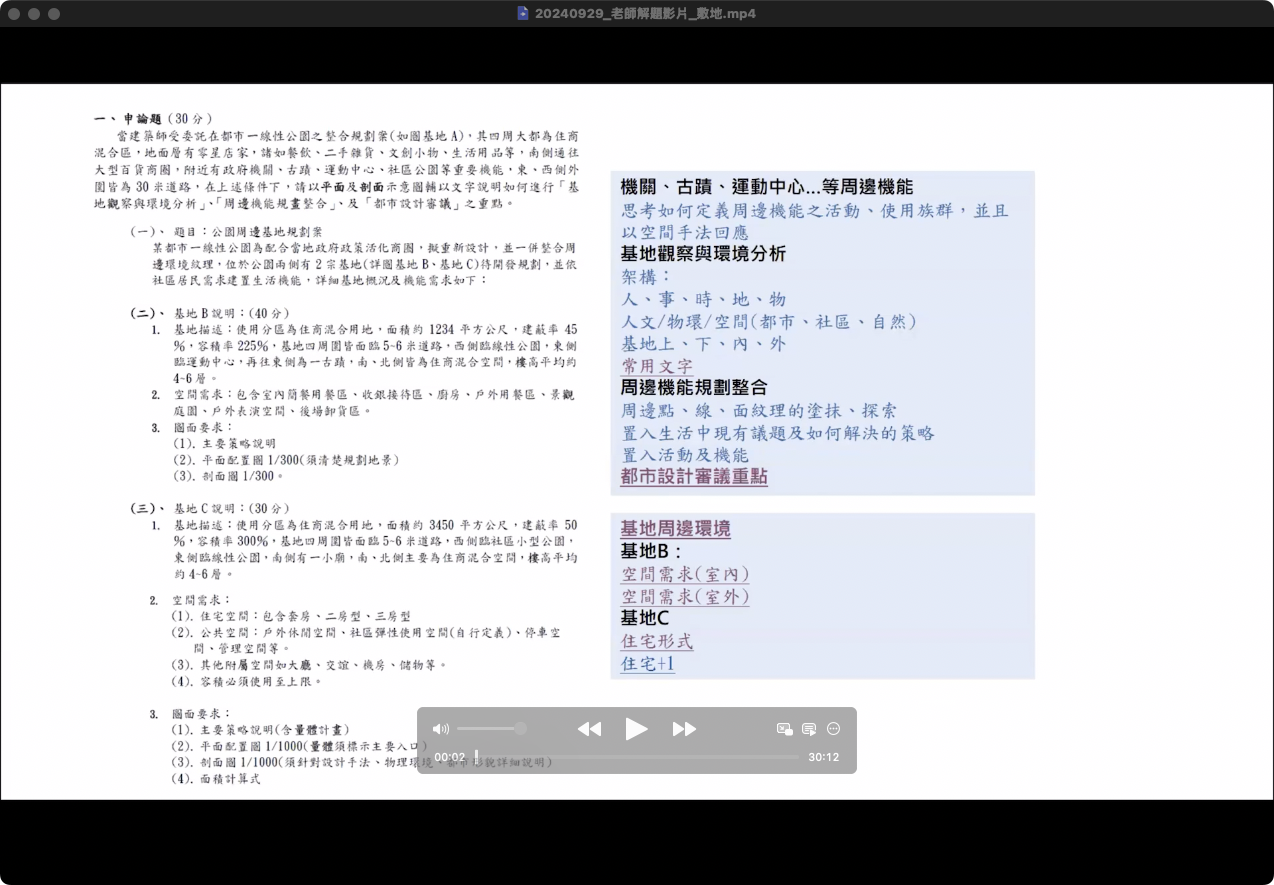 20240929_老師解題影片_敷地.mp4
一、申論題(30 分)
當建築師受委託在都市一線性公園之整合規劃案(如圖基地 A)，其四周大都為住商
混合區，地面層有零星店家，諸如餐飲、二手雜貨、文創小物、生活用品等，南側通往
大型百貨商圈，附近有政府機關、古蹟、運動中心、社區公園等重要機能，東、西側外
圍皆為 30 米道路，在上述條件下，請以平面及剖面示意圖輔以文字說明如何進行「基
地觀察與環境分析」、「周邊機能規畫整合」、及「都市設計審議」之重點。
(一)、 題目：公園周邊基地規劃案
某都市一線性公園為配合當地政府政策活化商圈，擬重新設計，並一併整合周
邊環境紋理，位於公園兩側有 2 宗基地(詳圖基地 B、基地 C)待開發規劃，並依
社區居民需求建置生活機能，詳細基地概況及機能需求如下：
(二)、 基地 B 說明：(40 分)
1. 基地描述：使用分區為住商混合用地，面積約 1234 平方公尺，建蔽率 45
%，容積率 225%，基地四周圍皆面臨 5~6 米道路，西側臨線性公園，東側
臨運動中心，再往東側為一古蹟，南、北側皆為住商混合空間，樓高平均約
4~6 層。
2. 空間需求：包含室內簡餐用餐區、收銀接待區、廚房、戶外用餐區、景觀
庭園、戶外表演空間、後場卸貨區。
3. 圖面要求：
(1). 主要策略說明
(2). 平面配置圖 1/300(須清楚規劃地景)
(3). 剖面圖 1/300。
(三)、 基地 C 說明：(30 分)
1. 基地描述：使用分區為住商混合用地，面積約 3450 平方公尺，建蔽率 50
%，容積率 300%，基地四周圍皆面臨 5~6 米道路，西側臨社區小型公園，
東側臨線性公園，南側有一小廟，南、北側主要為住商混合空間，樓高平均
約 4~6 層。
2. 空間需求：
(1). 住宅空間：包含套房、二房型、三房型
(2). 公共空間：戶外休閒空間、社區彈性使用空間(自行定義)、停車空
間、管理空間等。
(3). 其他附屬空間如大廳、交誼、機房、儲物等。
(4). 容積必須使用至上限。
3. 圖面要求：
(1). 主要策略說明(含量體計畫)
(2). 平面配置圖 1/1000(量體須標示主要入口)
(3). 剖面圖 1/1000(須針對設計手法、物理環境、都市形貌詳細說明)
(4). 面積計算式
機關、古蹟、運動中心...等周邊機能
思考如何定義周邊機能之活動、使用族群，並且
以空間手法回應
基地觀察與環境分析
架構：
人、事、時、地、物
人文/物環/空間(都市、社區、自然)
基地上、下、內、外
常用文字
周邊機能規劃整合
周邊點、線、面紋理的塗抹、探索
置入生活中現有議題及如何解決的策略
置入活動及機能
都市設計審議重點
基地周邊環境
基地B：
空間需求(室內)
空間需求(室外)
基地C
住宅形式
住宅+1
00:02
30:12